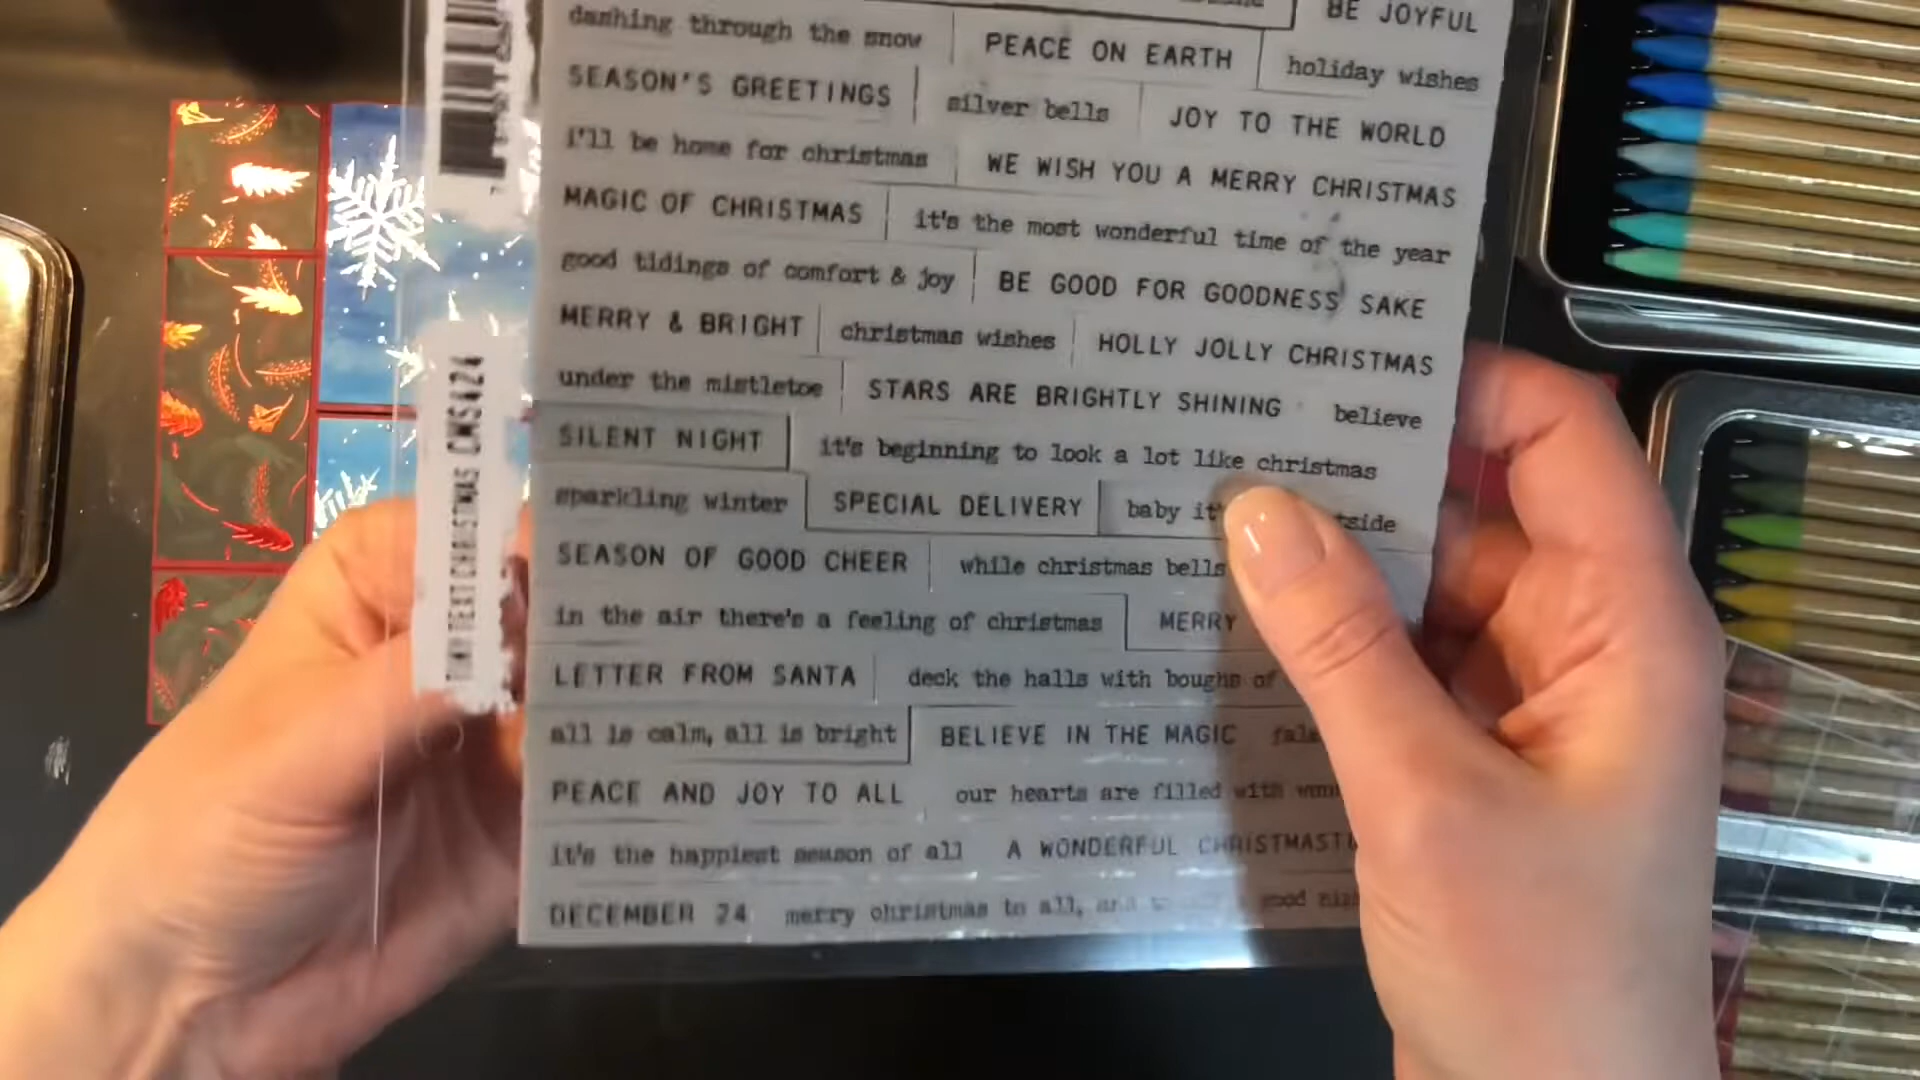 BE JOYFUL
dashing through the snow PEACE ON EARTH holiday wishes
SEASON'S GREETINGS silver bells JOY TO THE WORLD
i'll be home for christmas WE WISH YOU A MERRY CHRISTMAS
MAGIC OF CHRISTMAS it's the most wonderful time of the year
good tidings of comfort & joy BE GOOD FOR GOODNESS SAKE
MERRY & BRIGHT christmas wishes HOLLY JOLLY CHRISTMAS
under the mistletoe STARS ARE BRIGHTLY SHINING believe
SILENT NIGHT it's beginning to look a lot like christmas
sparkling winter SPECIAL DELIVERY baby it'
SEASON OF GOOD CHEER while christmas bells
in the air there's a feeling of christmas MERRY
LETTER FROM SANTA deck the halls with boughs of
all is calm, all is bright BELIEVE IN THE MAGIC
PEACE AND JOY TO ALL our hearts are filled with
it's the happiest season of all A WONDERFUL
DECEMBER 24 merry christmas to all, and good
TINY TEXT CHRISTMAS CMS424